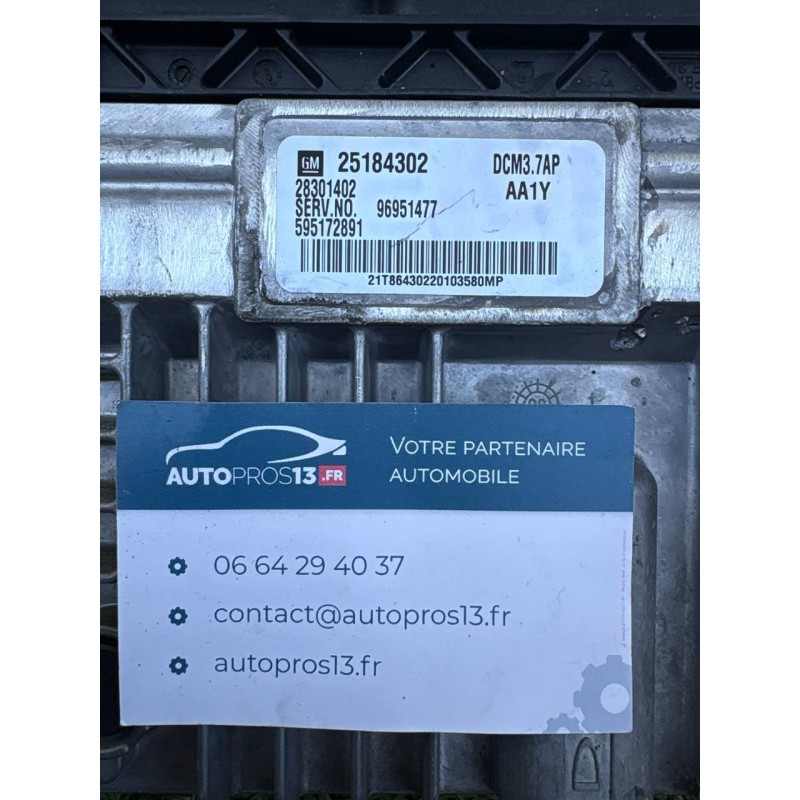 GM 25184302 DCM3.7AP
28301402 AA1Y
SERV.NO. 96951477
595172891
21T86430220103580MP
AUTOPROS13.FR
VOTRE PARTENAIRE
AUTOMOBILE
06 64 29 40 37
contact@autopros13.fr
autopros13.fr